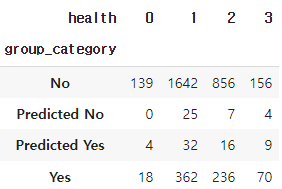 health 0 1 2 3
group_category
No 139 1642 856 156
Predicted No 0 25 7 4
Predicted Yes 4 32 16 9
Yes 18 362 236 70